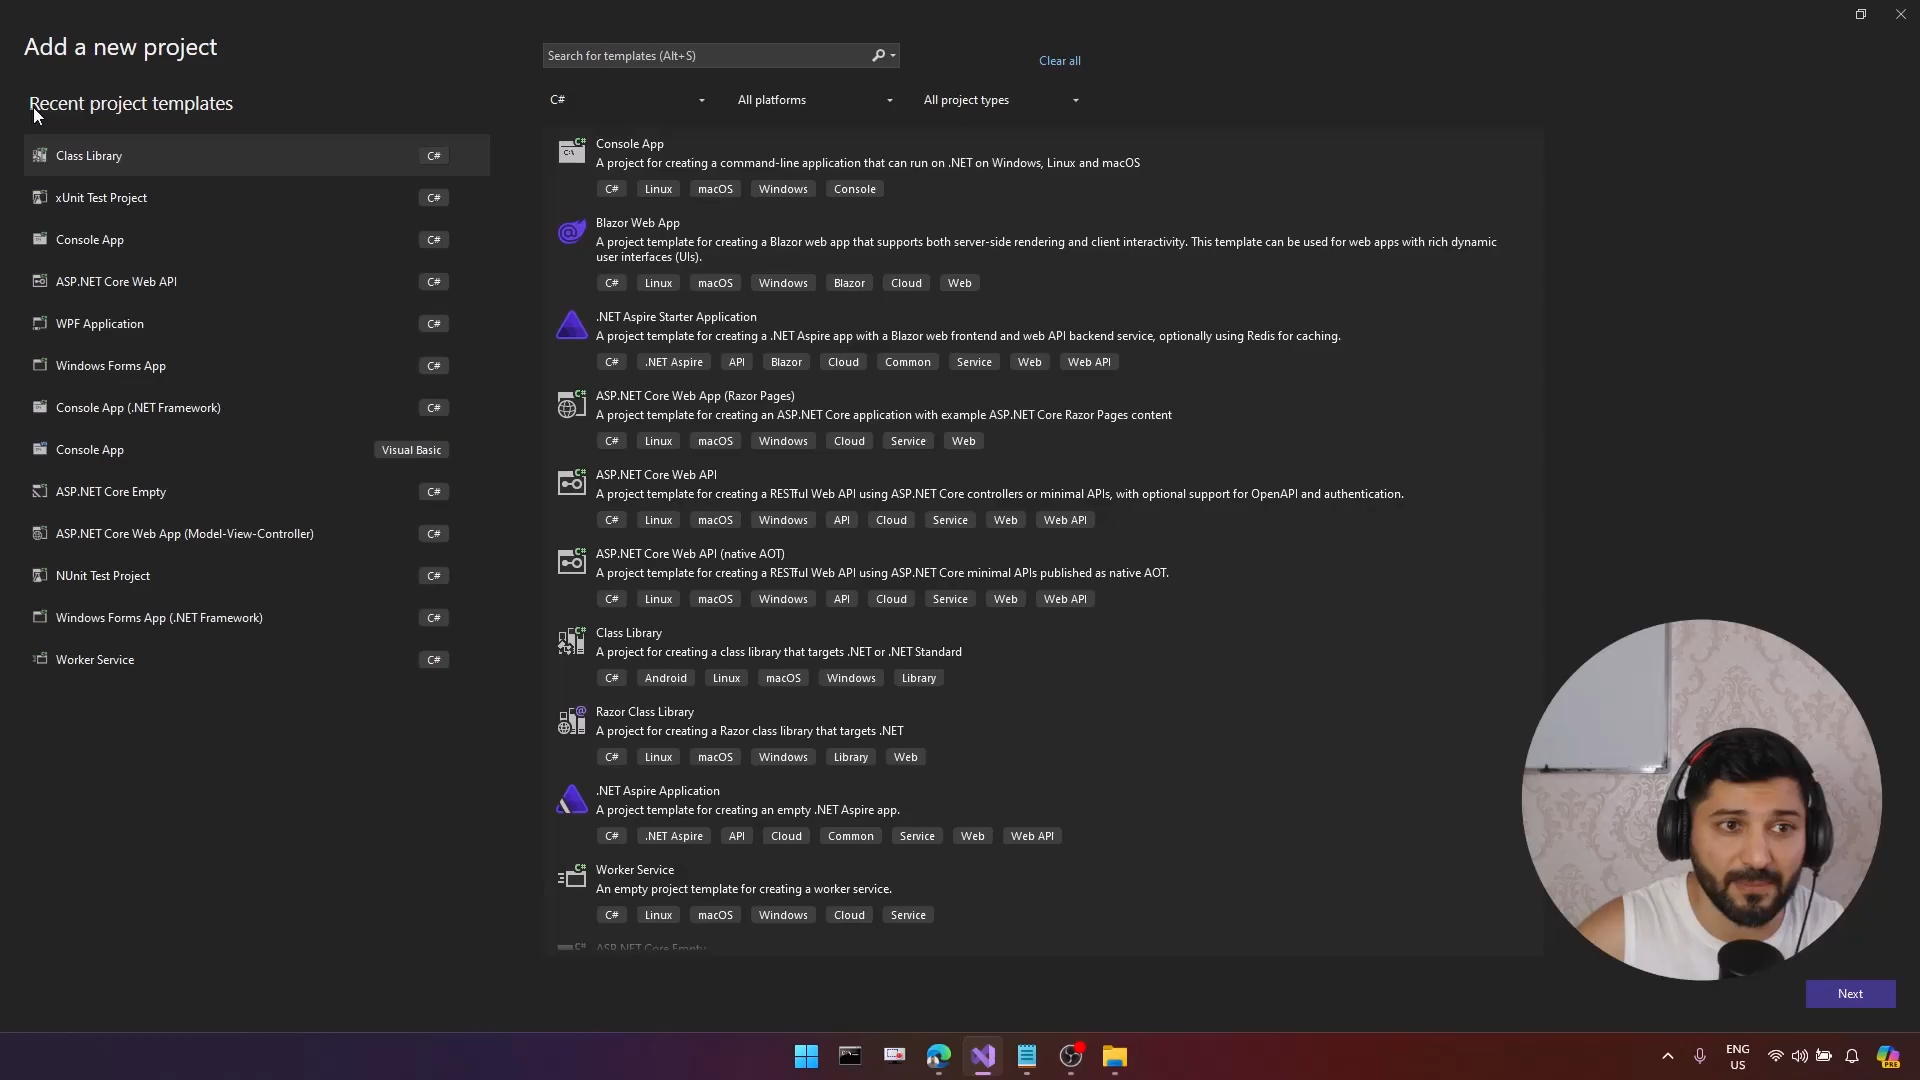 Add a new project
Search for templates (Alt+S)
Clear all
Recent project templates
C#
All platforms
All project types
Class Library C#
xUnit Test Project C#
Console App C#
ASP.NET Core Web API C#
WPF Application C#
Windows Forms App C#
Console App (.NET Framework) C#
Console App Visual Basic
ASP.NET Core Empty C#
ASP.NET Core Web App (Model-View-Controller) C#
NUnit Test Project C#
Windows Forms App (.NET Framework) C#
Worker Service C#
Console App
A project for creating a command-line application that can run on .NET on Windows, Linux and macOS
C# Linux macOS Windows Console
Blazor Web App
A project template for creating a Blazor web app that supports both server-side rendering and client interactivity. This template can be used for web apps with rich dynamic
user interfaces (UIs).
C# Linux macOS Windows Blazor Cloud Web
.NET Aspire Starter Application
A project template for creating a .NET Aspire app with a Blazor web frontend and web API backend service, optionally using Redis for caching.
C# .NET Aspire API Blazor Cloud Common Service Web Web API
ASP.NET Core Web App (Razor Pages)
A project template for creating an ASP.NET Core application with example ASP.NET Core Razor Pages content
C# Linux macOS Windows Cloud Service Web
ASP.NET Core Web API
A project template for creating a RESTful Web API using ASP.NET Core controllers or minimal APIs, with optional support for OpenAPI and authentication.
C# Linux macOS Windows API Cloud Service Web Web API
ASP.NET Core Web API (native AOT)
A project template for creating a RESTful Web API using ASP.NET Core minimal APIs published as native AOT.
C# Linux macOS Windows API Cloud Service Web Web API
Class Library
A project for creating a class library that targets .NET or .NET Standard
C# Android Linux macOS Windows Library
Razor Class Library
A project for creating a Razor class library that targets .NET
C# Linux macOS Windows Library Web
.NET Aspire Application
A project template for creating an empty .NET Aspire app.
C# .NET Aspire API Cloud Common Service Web Web API
Worker Service
An empty project template for creating a worker service.
C# Linux macOS Windows Cloud Service
ASP.NET Core Empty
Next
ENG
US